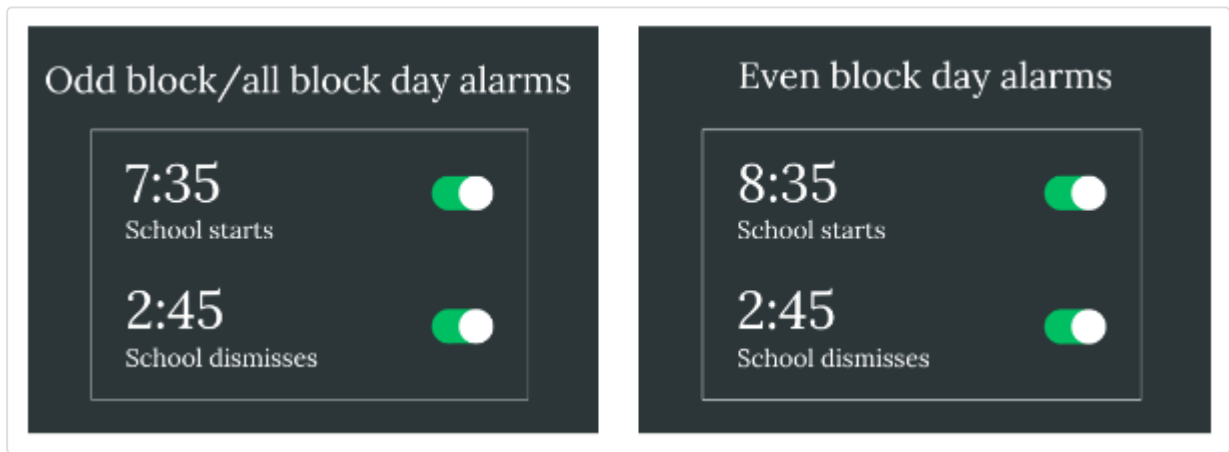 Odd block/all block day alarms
7:35
School starts
2:45
School dismisses
Even block day alarms
8:35
School starts
2:45
School dismisses